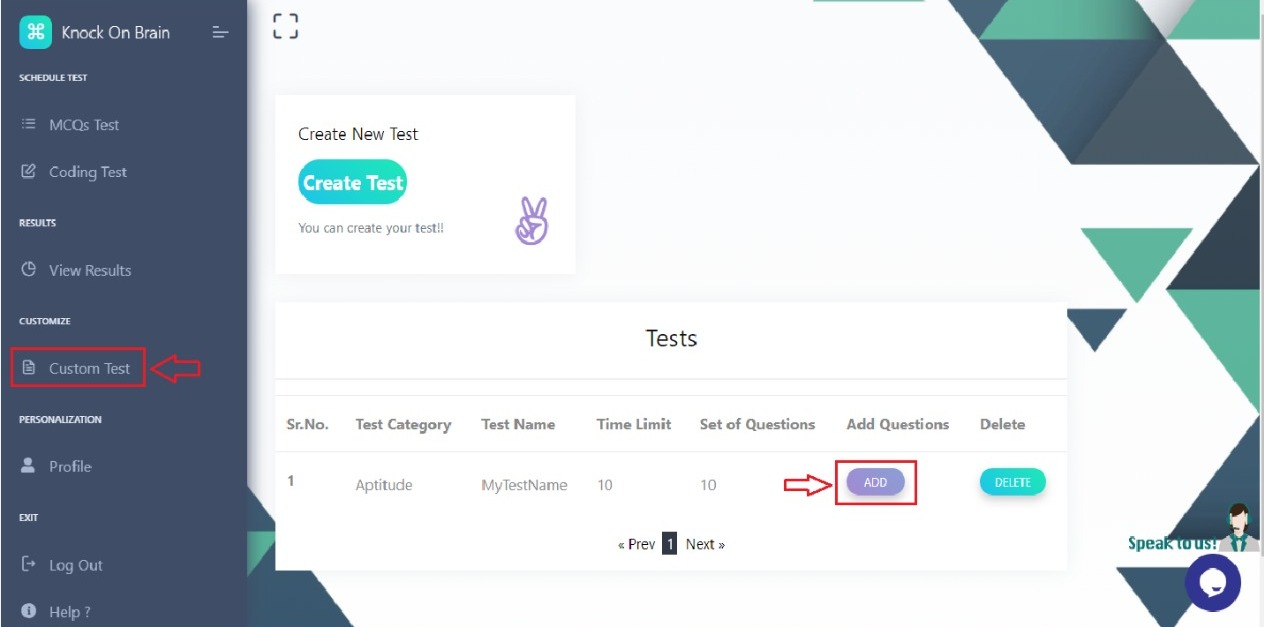 Knock On Brain
SCHEDULE TEST
MCQs Test
Coding Test
RESULTS
View Results
CUSTOMIZE
Custom Test
PERSONALIZATION
Profile
EXIT
Log Out
Help ?
Create New Test
Create Test
You can create your test!!
Tests
Sr.No. Test Category Test Name Time Limit Set of Questions Add Questions Delete
1 Aptitude MyTestName 10 10 ADD DELETE
« Prev 1 Next »
Speak to us!